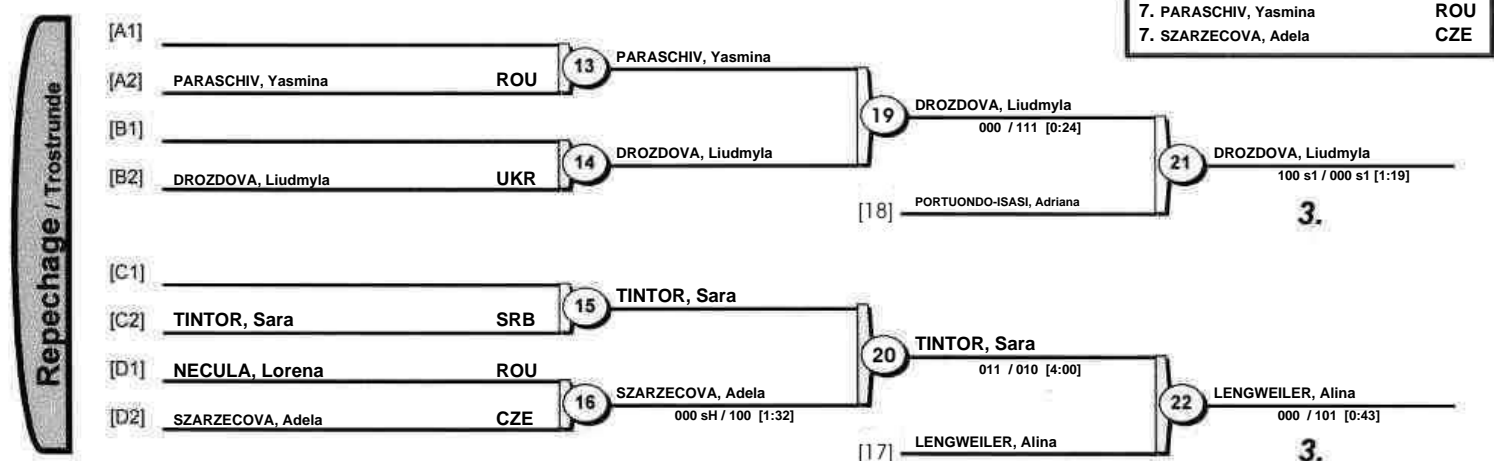 7. PARASCHIV, Yasmina ROU
7. SZARZECOVA, Adela CZE
Repechage / Trostrunde
[A1]
[A2] PARASCHIV, Yasmina ROU
13 PARASCHIV, Yasmina
[B1]
[B2] DROZDOVA, Liudmyla UKR
14 DROZDOVA, Liudmyla
19 DROZDOVA, Liudmyla
000 / 111 [0:24]
[18] PORTUONDO-ISASI, Adriana
21 DROZDOVA, Liudmyla
100 s1 / 000 s1 [1:19]
3.
[C1]
[C2] TINTOR, Sara SRB
15 TINTOR, Sara
[D1] NECULA, Lorena ROU
[D2] SZARZECOVA, Adela CZE
16 SZARZECOVA, Adela
000 sH / 100 [1:32]
20 TINTOR, Sara
011 / 010 [4:00]
[17] LENGWEILER, Alina
22 LENGWEILER, Alina
000 / 101 [0:43]
3.